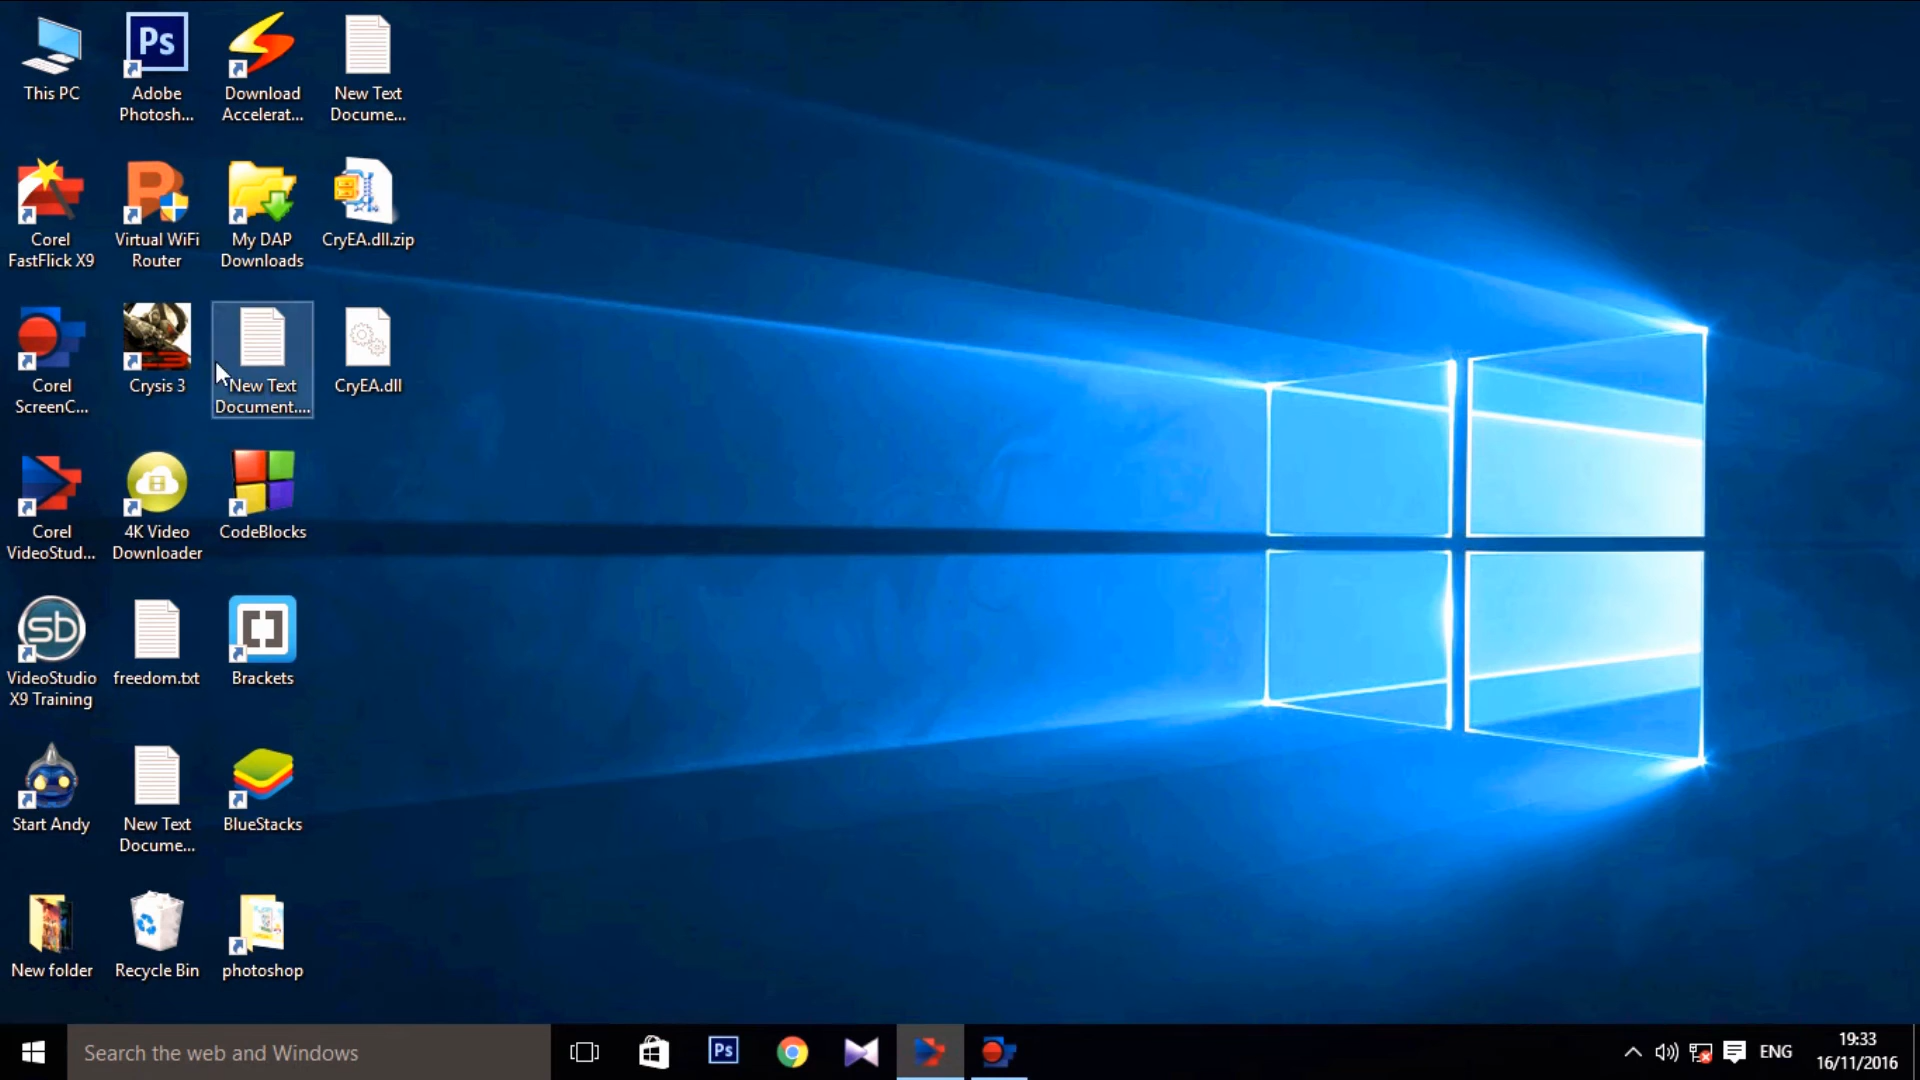 This PC
Ps
Adobe
Photosh...
Download
Accelerat...
New Text
Docume...
Corel
FastFlick X9
Virtual WiFi
Router
My DAP
Downloads
CryEA.dll.zip
Corel
ScreenC...
Crysis 3
New Text
Document....
CryEA.dll
Corel
VideoStud...
4K Video
Downloader
CodeBlocks
sb
VideoStudio
X9 Training
freedom.txt
Brackets
Start Andy
New Text
Docume...
BlueStacks
New folder
Recycle Bin
photoshop
Search the web and Windows
Ps
ENG
19:33
16/11/2016